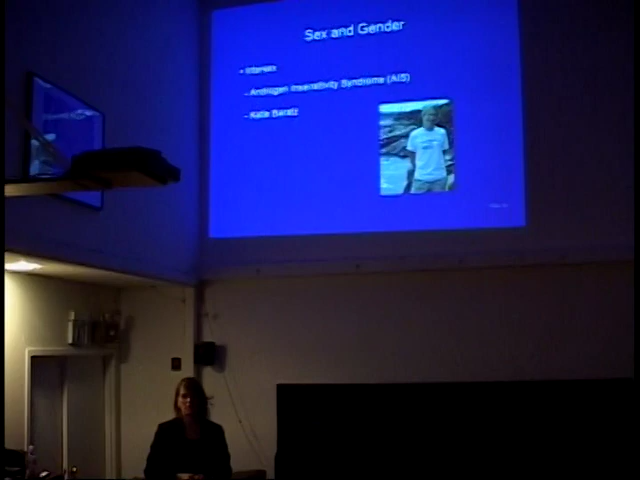 Sex and Gender
• Intersex
- Androgen Insensitivity Syndrome (AIS)
- Katie Baratz